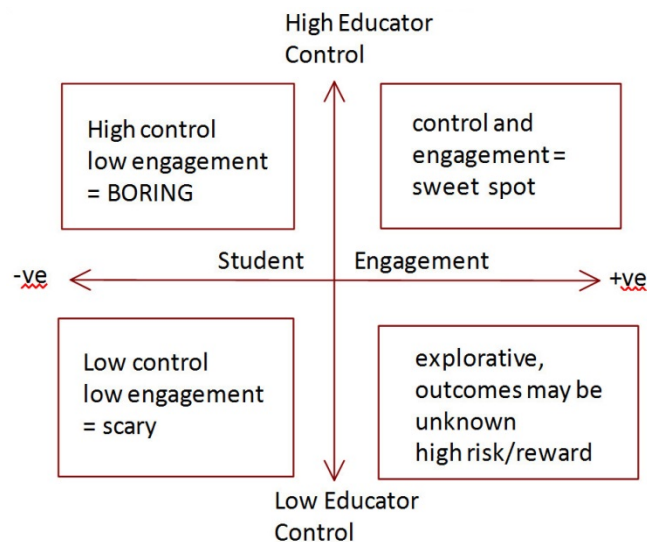 High Educator
Control
High control
low engagement
= BORING
control and
engagement =
sweet spot
Student Engagement
-ve
+ve
Low control
low engagement
= scary
explorative,
outcomes may be
unknown
high risk/reward
Low Educator
Control